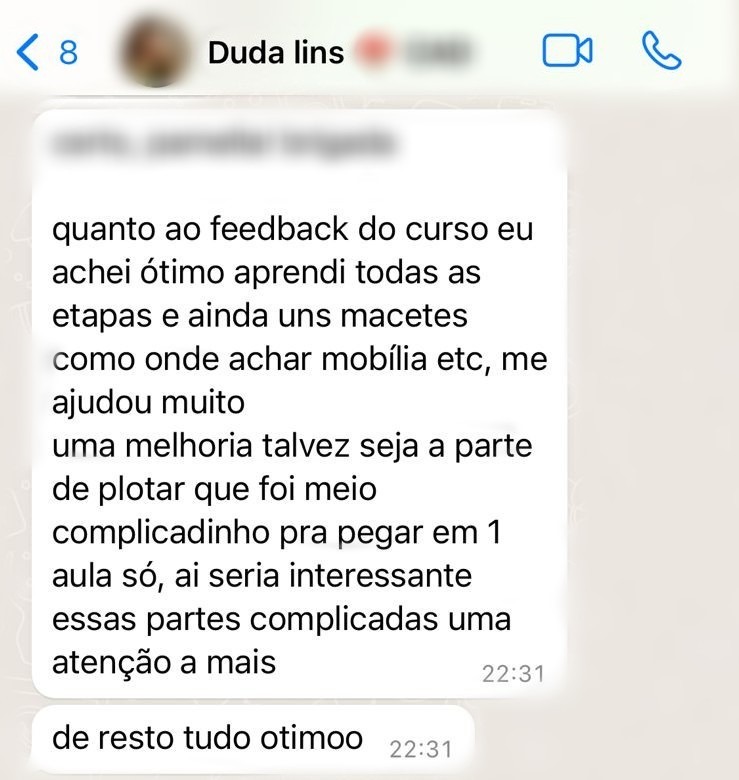 8
Duda lins
quanto ao feedback do curso eu
achei ótimo aprendi todas as
etapas e ainda uns macetes
como onde achar mobília etc, me
ajudou muito
uma melhoria talvez seja a parte
de plotar que foi meio
complicadinho pra pegar em 1
aula só, ai seria interessante
essas partes complicadas uma
atenção a mais
22:31
de resto tudo otimoo
22:31